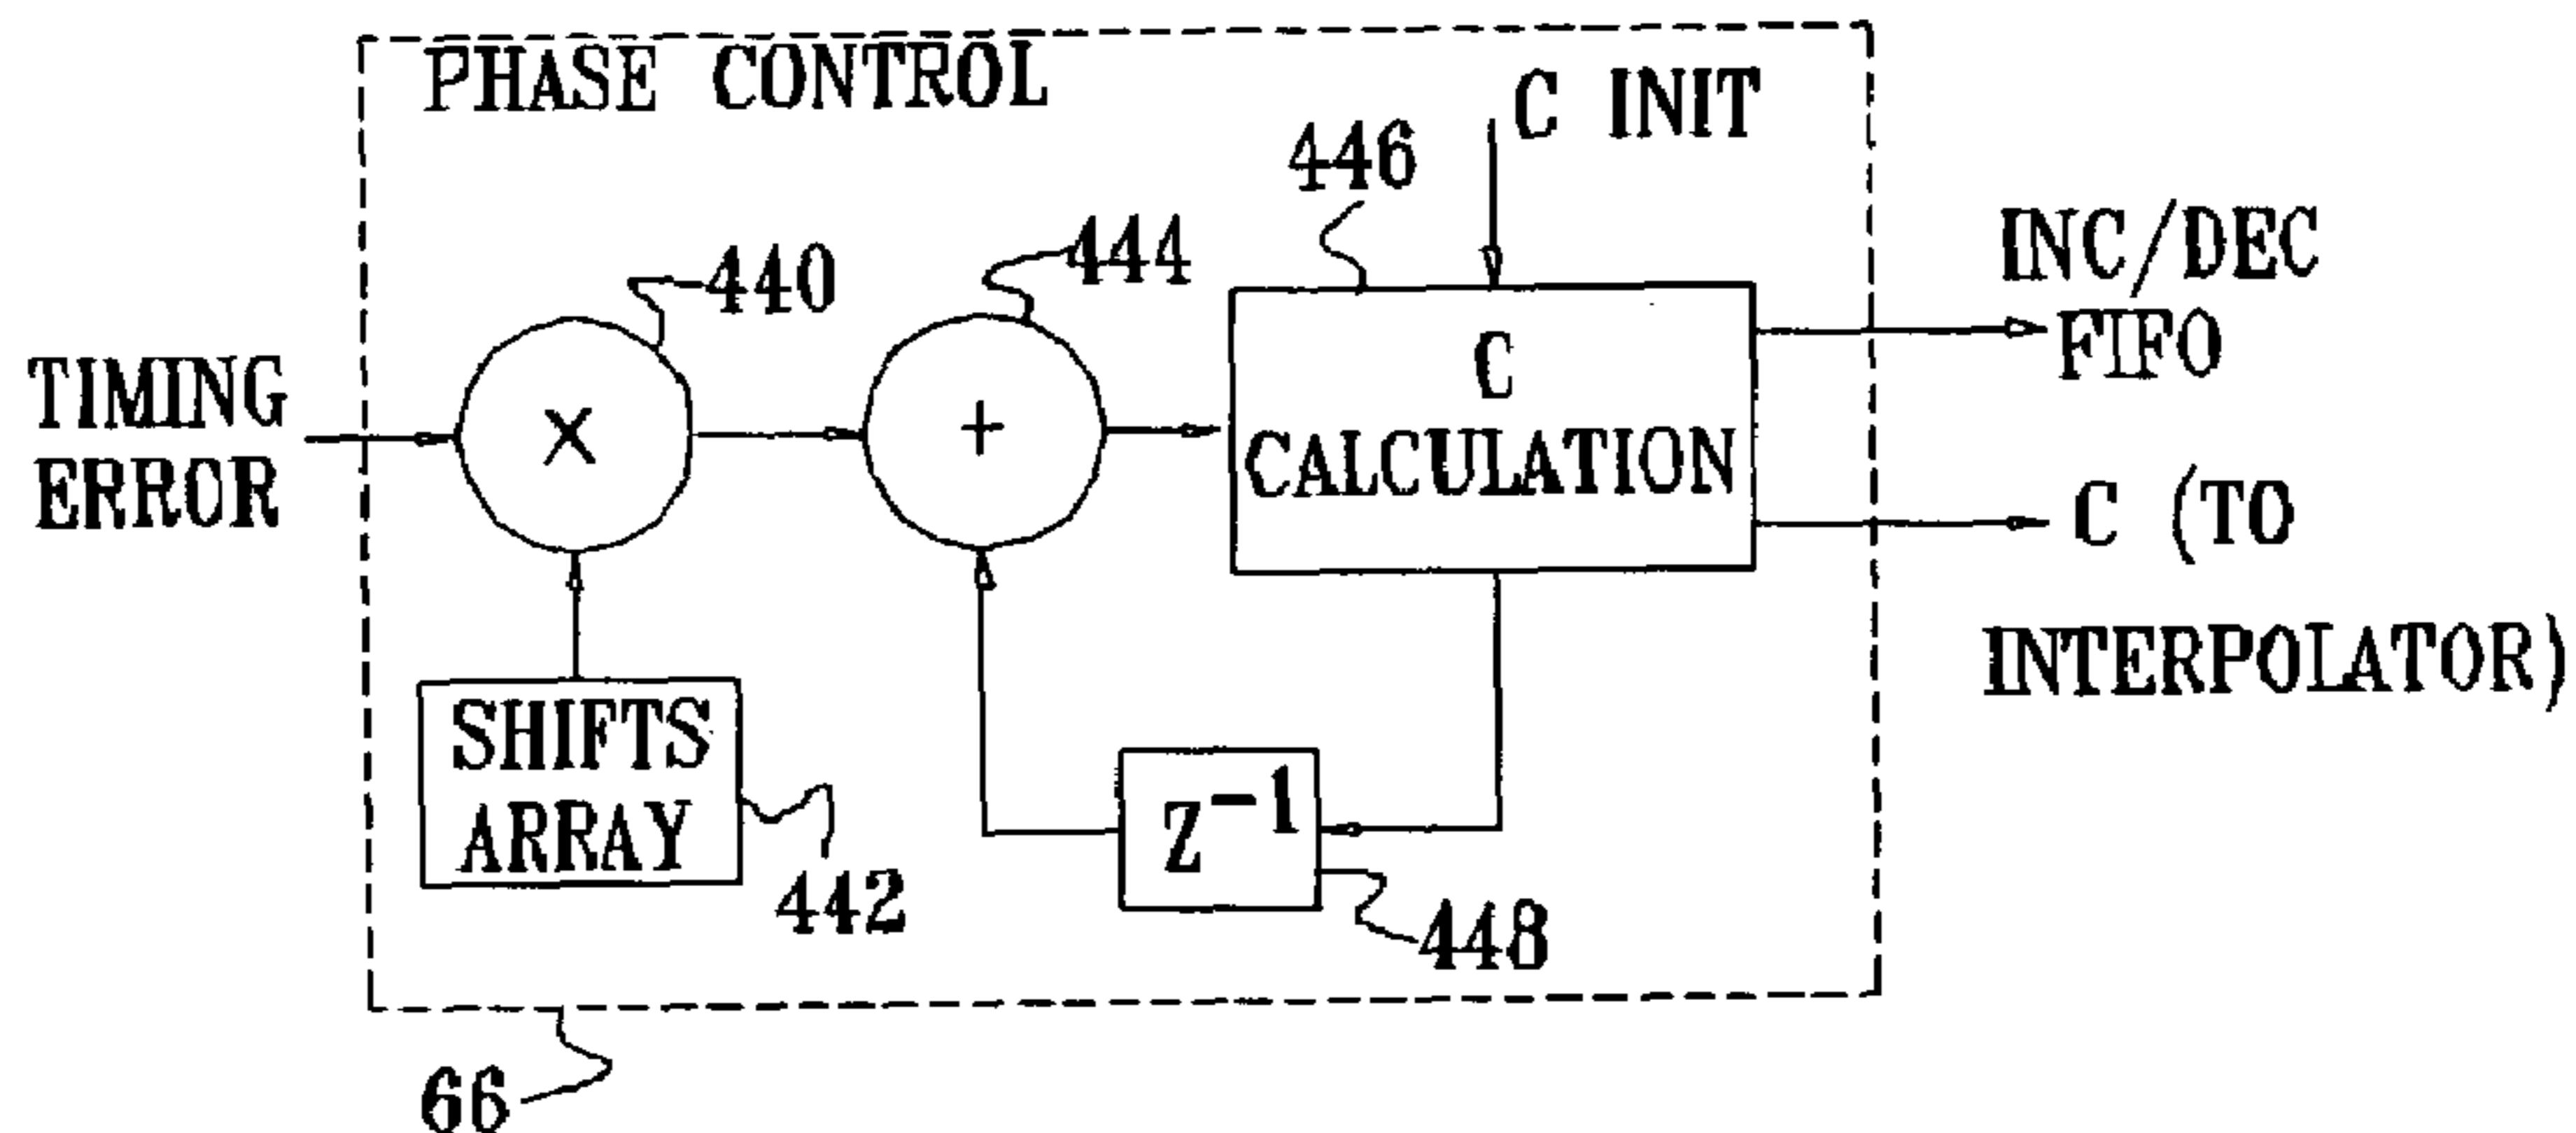 PHASE CONTROL
C INIT
446
444
440
INC/DEC
FIFO
TIMING
ERROR
×
+
C
CALCULATION
C (TO
INTERPOLATOR)
SHIFTS
ARRAY
Z⁻¹
442
448
66